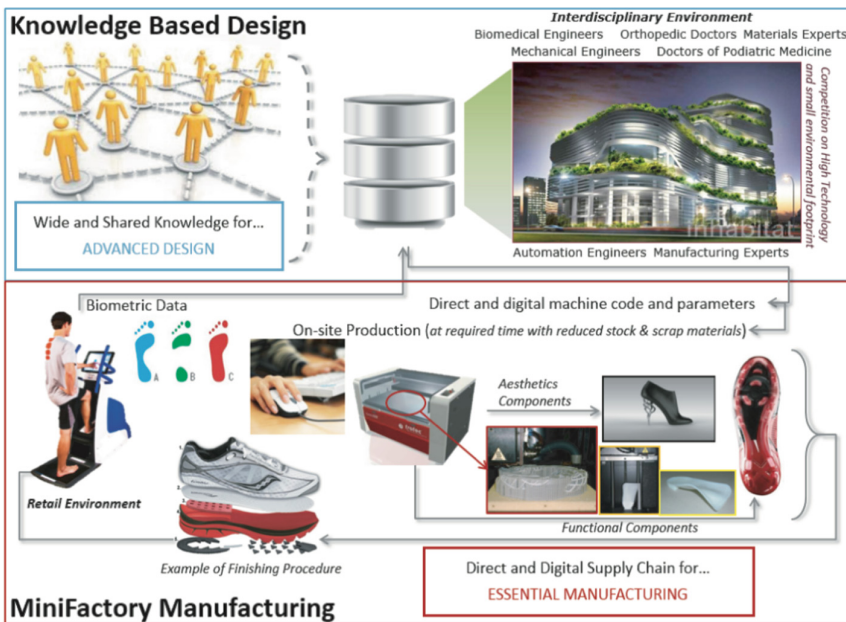 Knowledge Based Design
Interdisciplinary Environment
Biomedical Engineers Orthopedic Doctors Materials Experts
Mechanical Engineers Doctors of Podiatric Medicine
Competition on High Technology
and small environmental footprint
inhabitat
Automation Engineers Manufacturing Experts
Wide and Shared Knowledge for...
ADVANCED DESIGN
Biometric Data
A B C
Direct and digital machine code and parameters
On-site Production (at required time with reduced stock & scrap materials)
Aesthetics
Components
trotec
Retail Environment
Functional Components
Example of Finishing Procedure
Direct and Digital Supply Chain for...
ESSENTIAL MANUFACTURING
MiniFactory Manufacturing